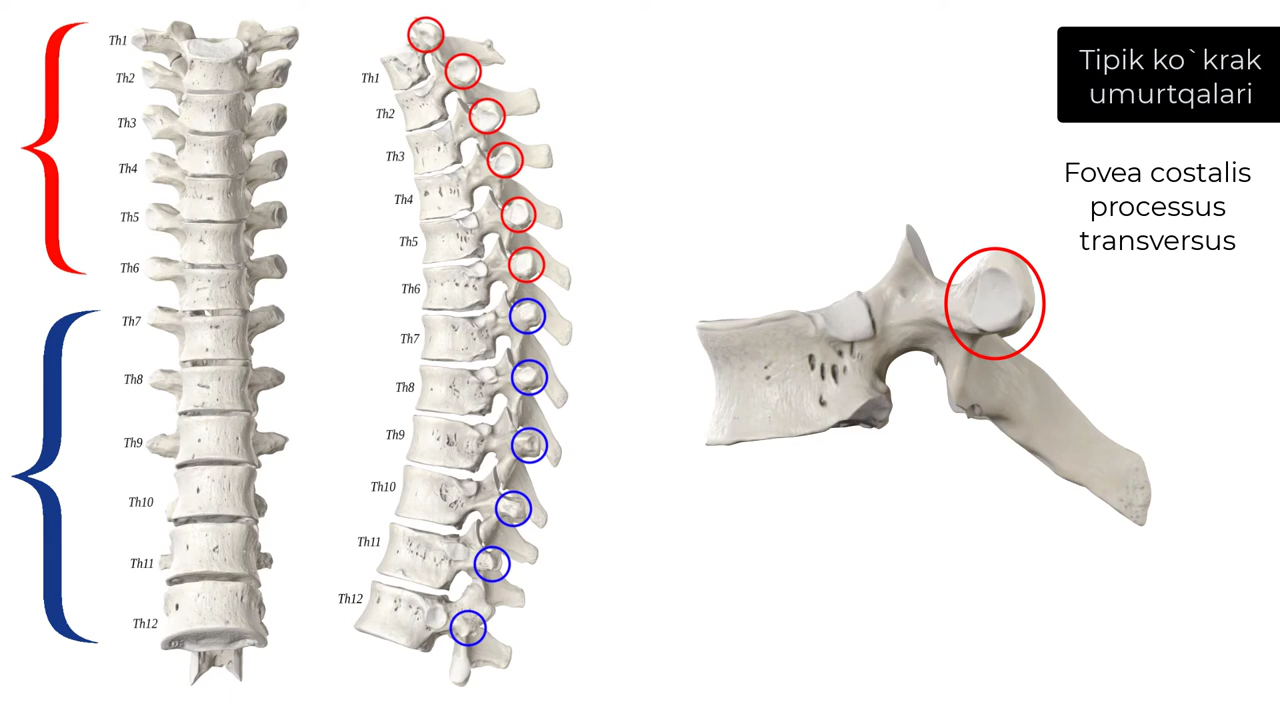 Th1
Th2
Th3
Th4
Th5
Th6
Th7
Th8
Th9
Th10
Th11
Th12
Th1
Th2
Th3
Th4
Th5
Th6
Th7
Th8
Th9
Th10
Th11
Th12
Tipik ko`krak
umurtqalari
Fovea costalis
processus
transversus